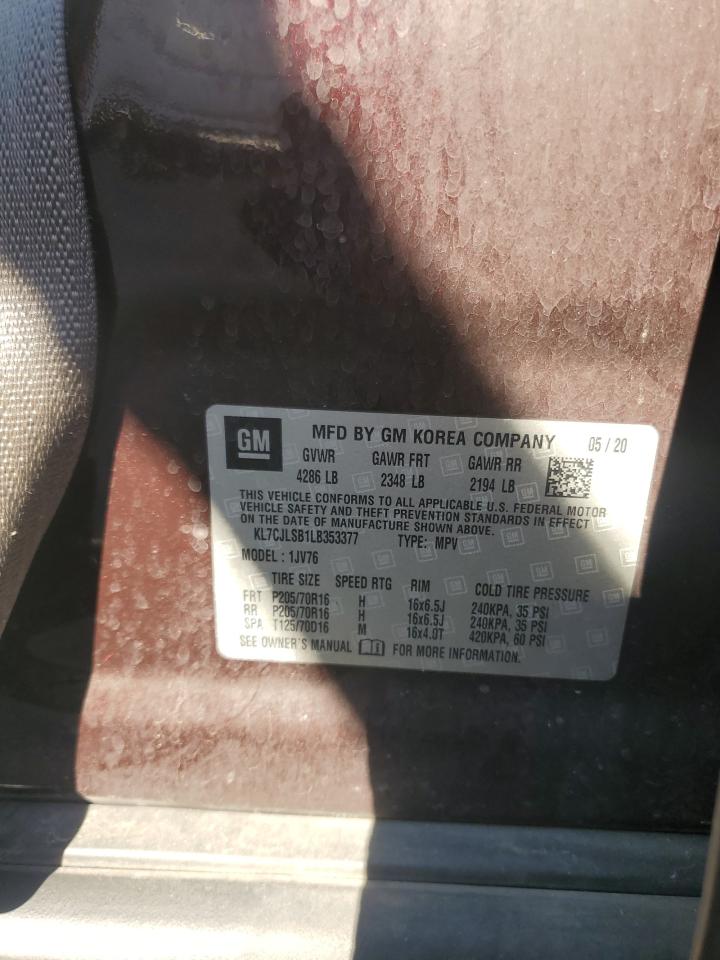 GM
MFD BY GM KOREA COMPANY 05 / 20
GVWR GAWR FRT GAWR RR
4286 LB 2348 LB 2194 LB
THIS VEHICLE CONFORMS TO ALL APPLICABLE U.S. FEDERAL MOTOR
VEHICLE SAFETY AND THEFT PREVENTION STANDARDS IN EFFECT
ON THE DATE OF MANUFACTURE SHOWN ABOVE.
KL7CJLSB1LB353377 TYPE: MPV
MODEL : 1JV76
TIRE SIZE SPEED RTG RIM COLD TIRE PRESSURE
FRT P205/70R16 H 16x6.5J 240KPA, 35 PSI
RR P205/70R16 H 16x6.5J 240KPA, 35 PSI
SPA T125/70D16 M 16x4.0T 420KPA, 60 PSI
SEE OWNER'S MANUAL FOR MORE INFORMATION.